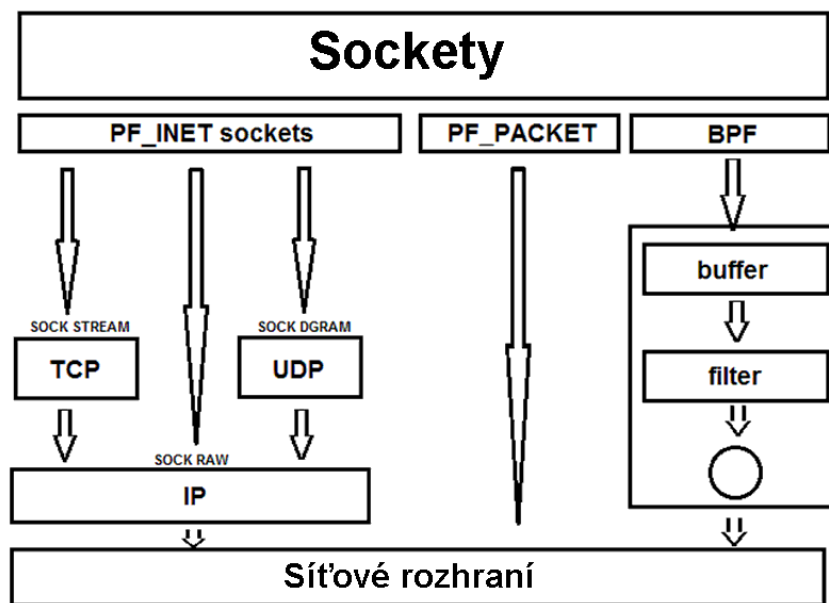 Sockety
PF_INET sockets
PF_PACKET
BPF
buffer
SOCK STREAM
SOCK DGRAM
TCP
UDP
filter
SOCK RAW
IP
Síťové rozhraní